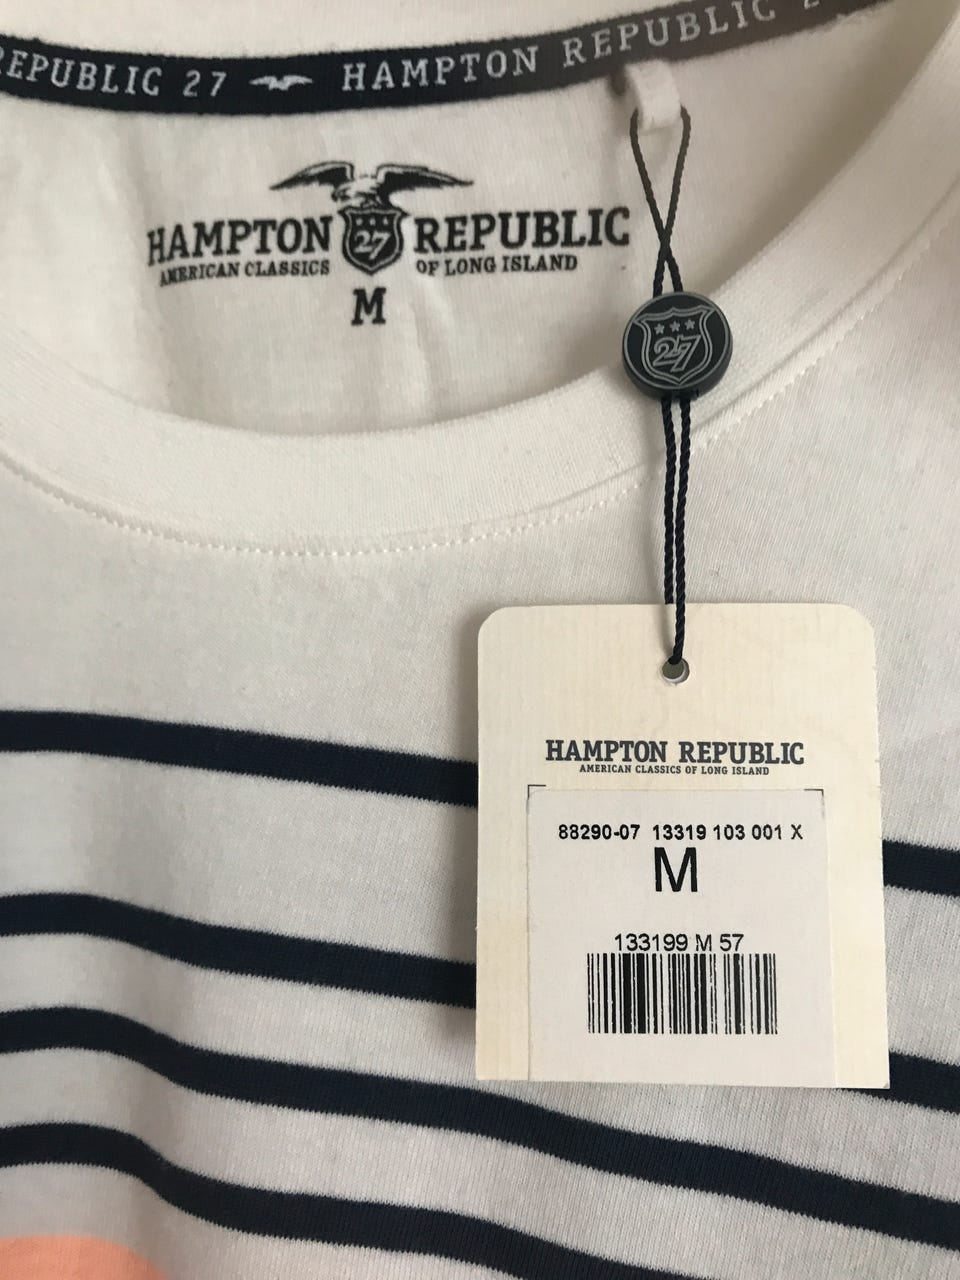 REPUBLIC 27 HAMPTON REPUBLIC 2
HAMPTON 27 REPUBLIC
AMERICAN CLASSICS OF LONG ISLAND
M
27
HAMPTON REPUBLIC
AMERICAN CLASSICS OF LONG ISLAND
88290-07 13319 103 001 X
M
133199 M 57